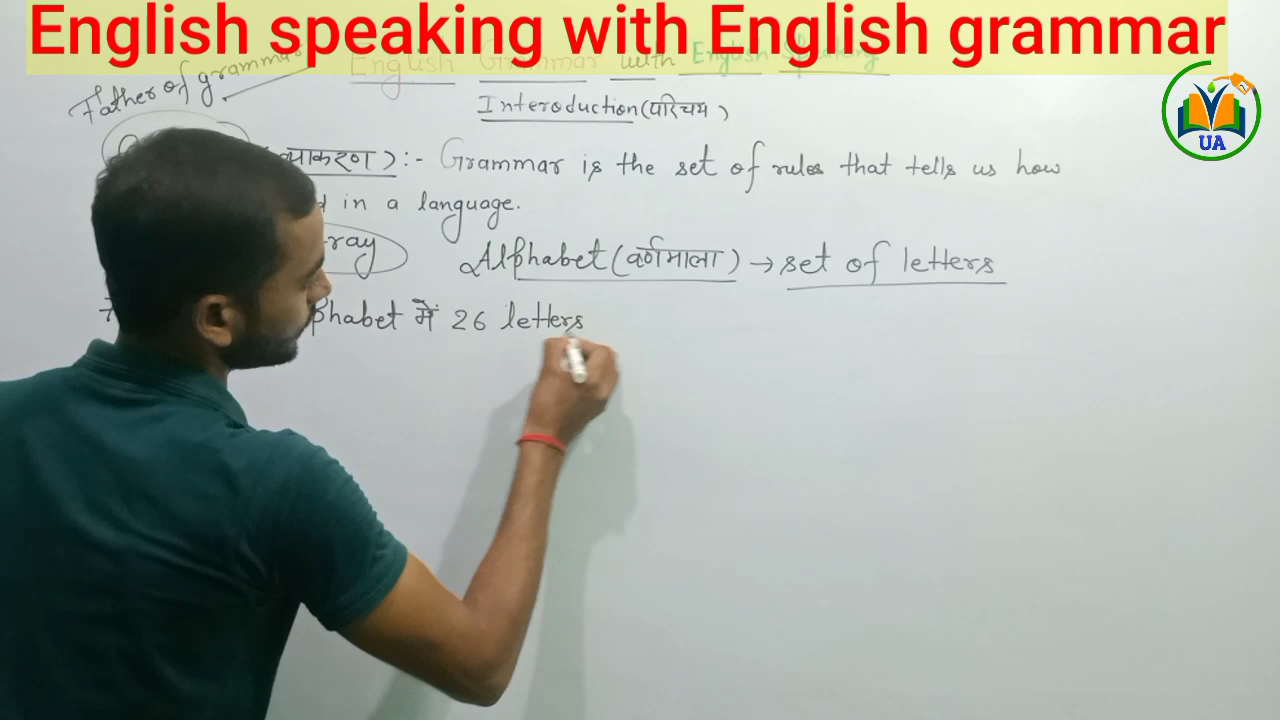 English speaking with English grammar
English Grammar with English Speaking
Father of grammar
Interoduction (परिचय)
UA
व्याकरण) :- Grammar is the set of rules that tells us how
in a language.
Alphabet (वर्णमाला) → set of letters
में 26 letters